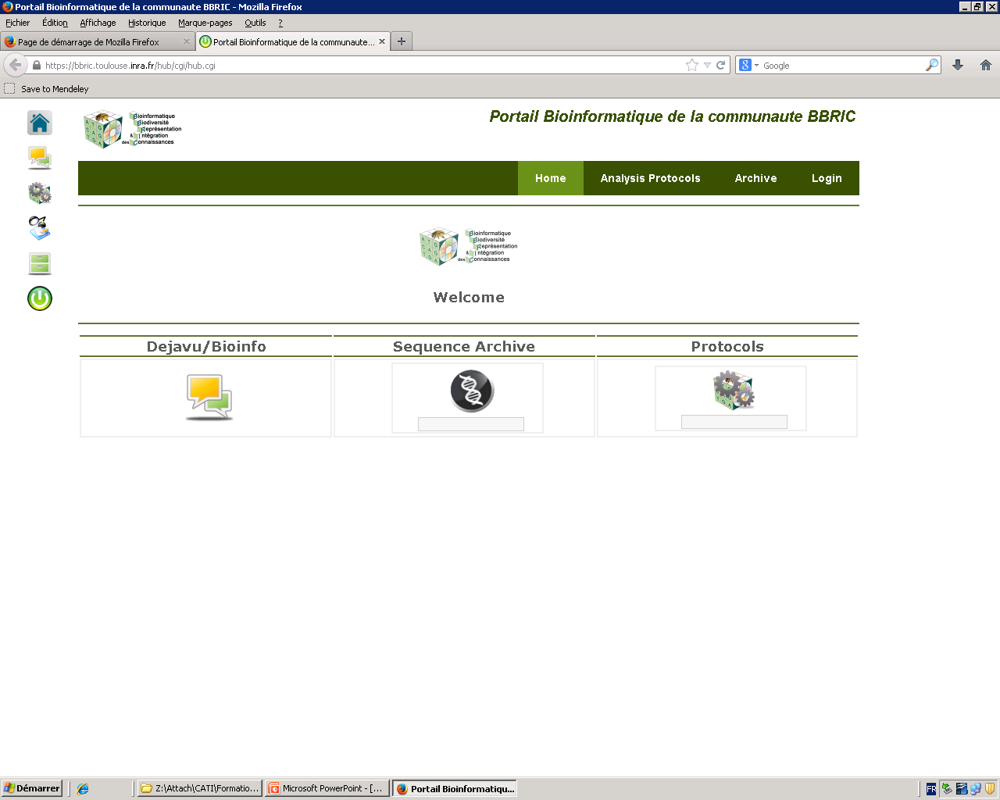 Portail Bioinformatique de la communaute BBRIC - Mozilla Firefox
Fichier Édition Affichage Historique Marque-pages Outils ?
Page de démarrage de Mozilla Firefox
Portail Bioinformatique de la communaute...
https://bbric.toulouse.inra.fr/hub/cgi/hub.cgi
Google
Save to Mendeley
Bioinformatique
Biodiversité
Représentation
& Intégration
des Connaissances
Portail Bioinformatique de la communaute BBRIC
Home Analysis Protocols Archive Login
Bioinformatique
Biodiversité
Représentation
& Intégration
des Connaissances
Welcome
Dejavu/Bioinfo Sequence Archive Protocols
Démarrer
Z:\Attach\CATI\Formatio...
Microsoft PowerPoint - [...
Portail Bioinformatiqu...
FR